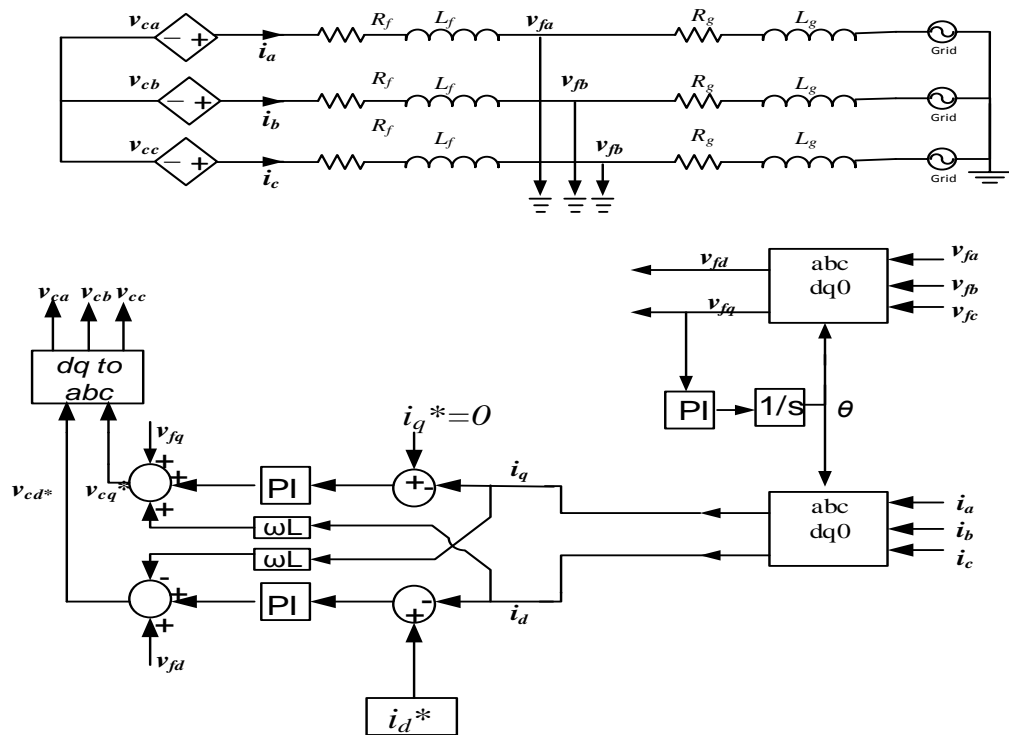 v_ca
− +
i_a
R_f
L_f
v_fa
R_g
L_g
Grid
v_cb
− +
i_b
R_f
L_f
v_fb
R_g
L_g
Grid
v_cc
− +
i_c
R_f
L_f
v_fb
R_g
L_g
Grid
v_fd
v_fq
abc
dq0
v_fa
v_fb
v_fc
v_ca v_cb v_cc
dq to
abc
PI
1/s
θ
i_q*=0
v_fq
+
+
+
PI
+
-
i_q
v_cd*
v_cq*
ωL
ωL
abc
dq0
i_a
i_b
i_c
-
+
+
PI
-
+
i_d
v_fd
i_d*